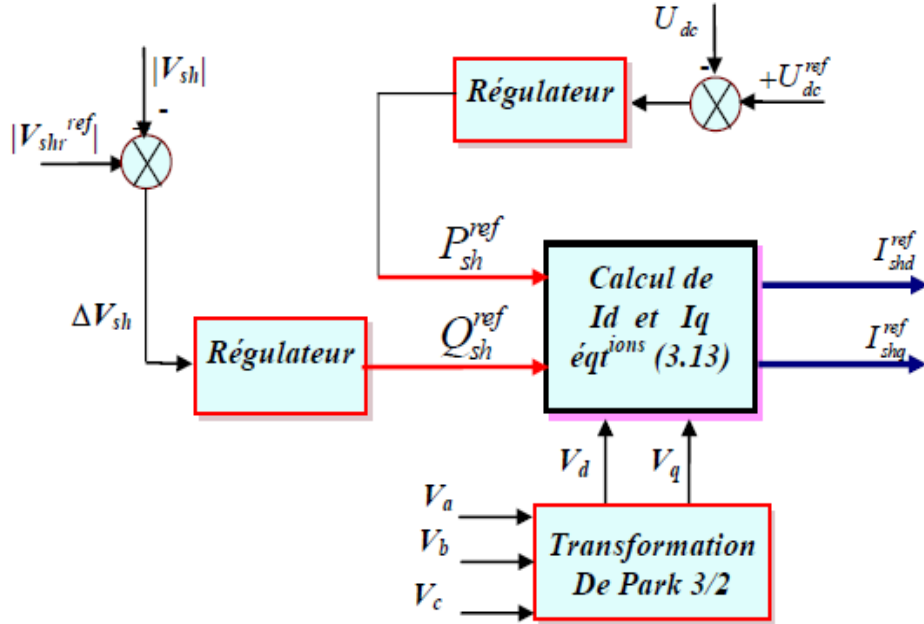 U_dc
-
+U_dc^ref
Régulateur
|V_sh|
-
-
|V_shr^ref|
P_sh^ref
ΔV_sh
Régulateur
Q_sh^ref
Calcul de
Id et Iq
éqt^ions (3.13)
I_shd^ref
I_shq^ref
V_d
V_q
V_a
V_b
V_c
Transformation
De Park 3/2